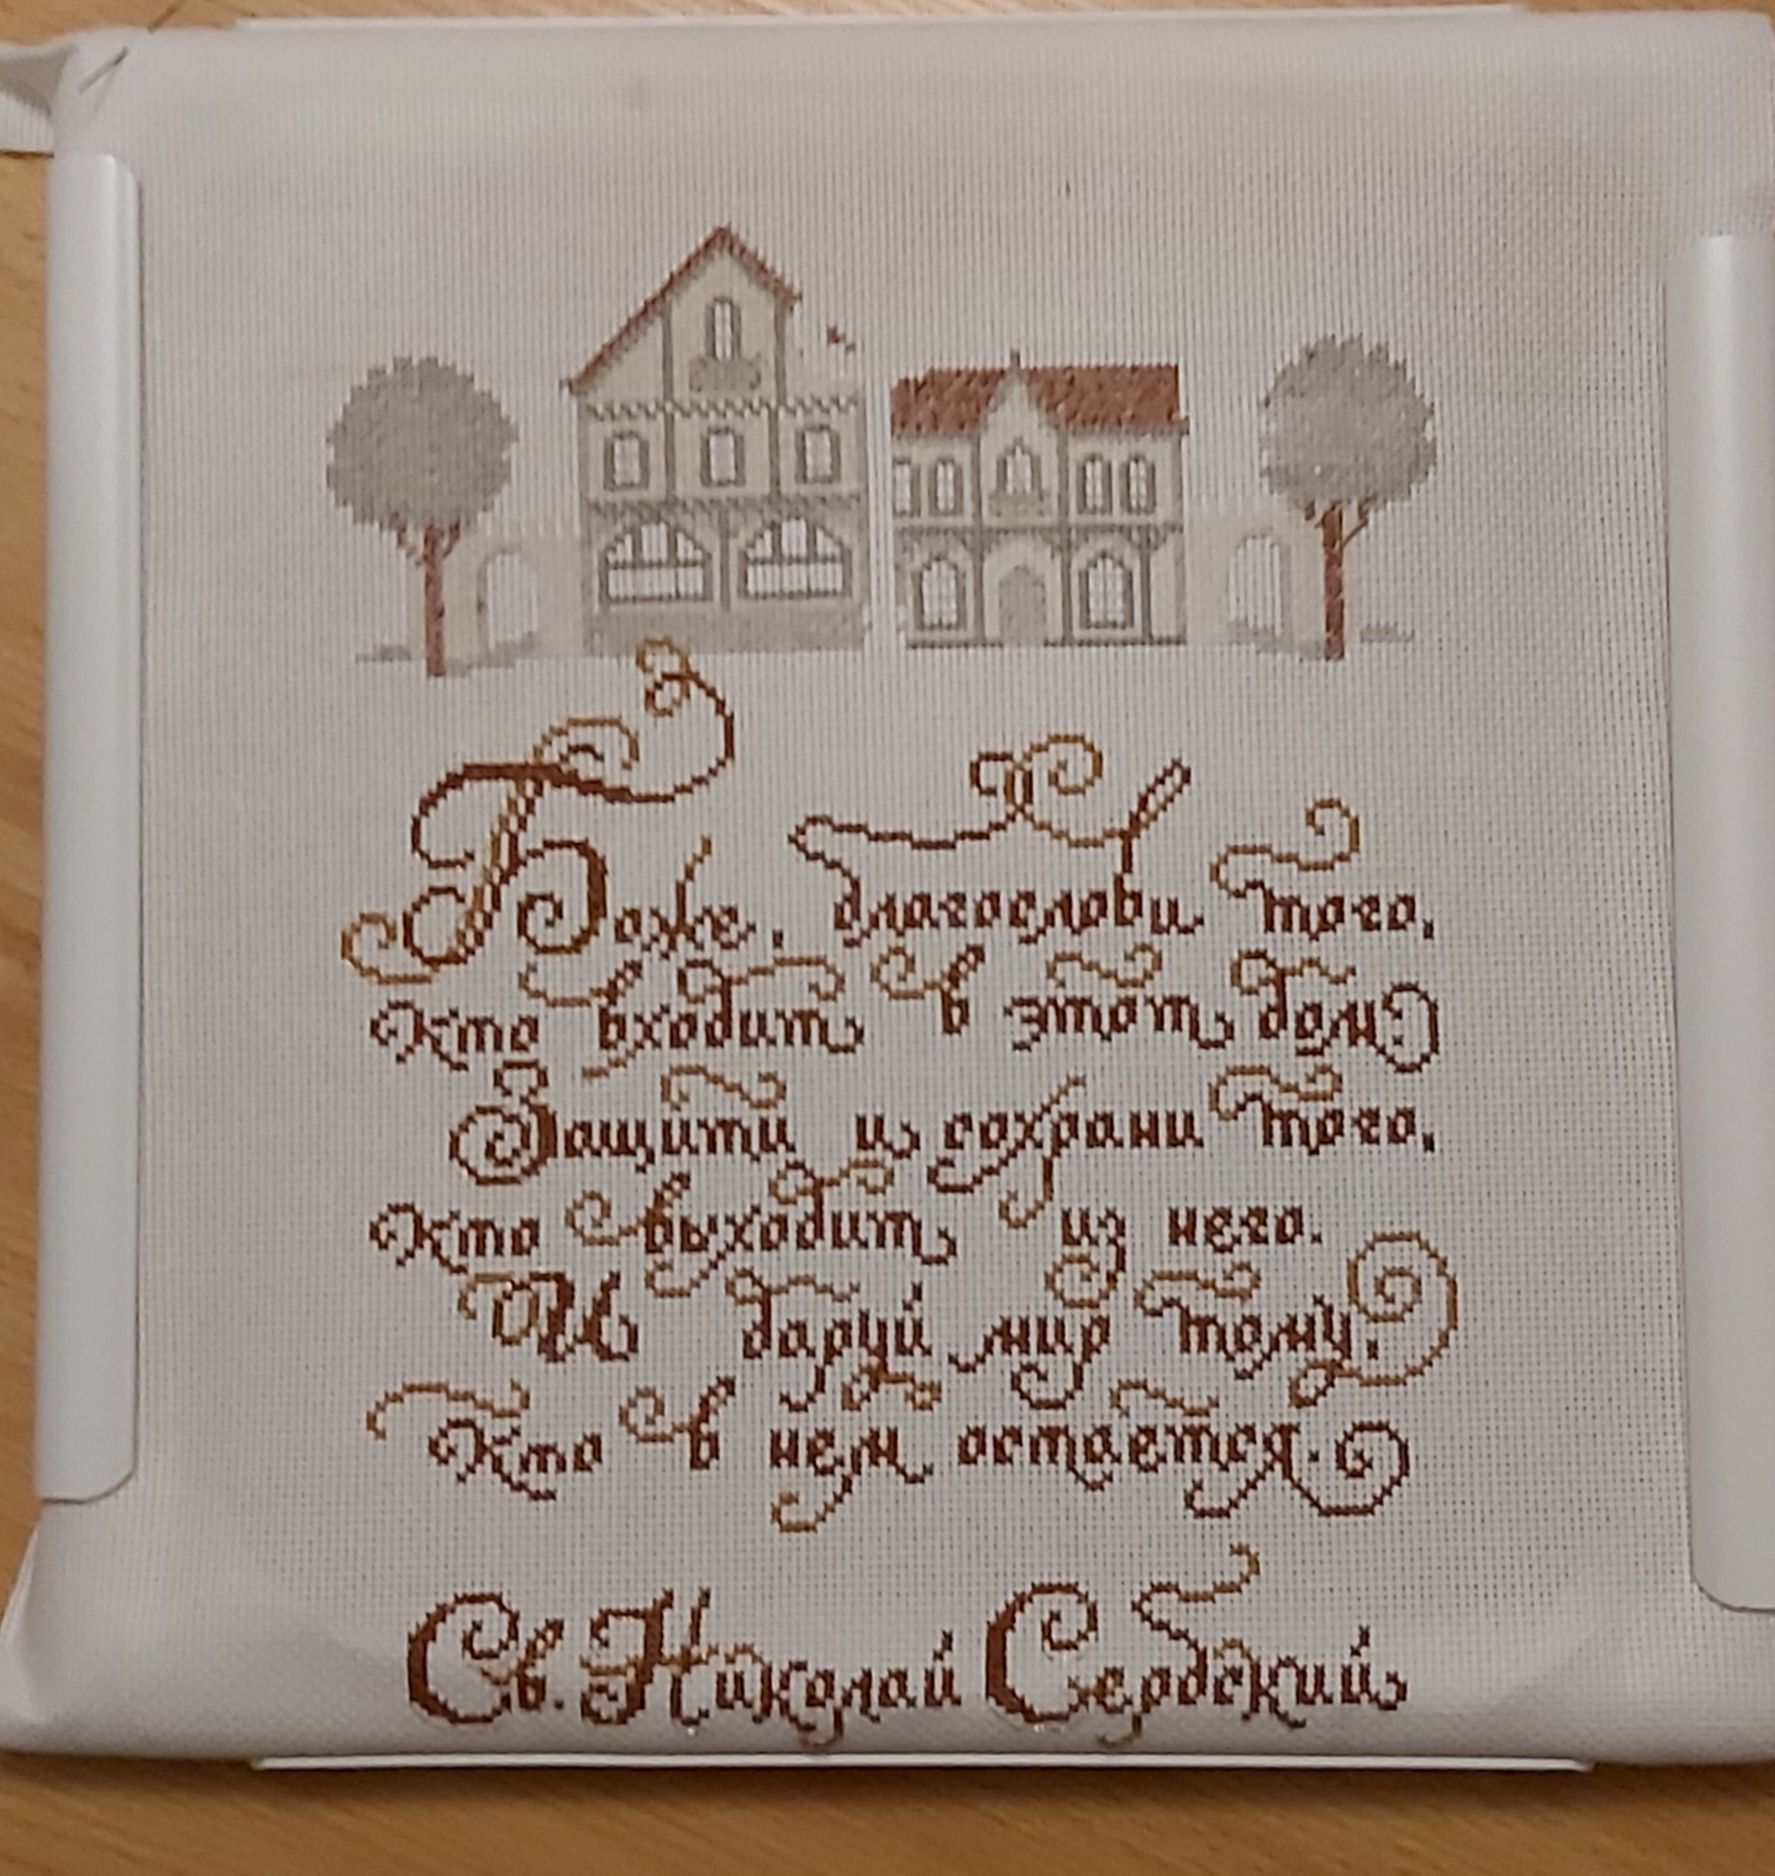 Боже, благослови того,
Кто входит в этот дом.
Защити и сохрани того,
Кто выходит из него.
И даруй мир тому,
Кто в нем остается.
Св. Николай Сербский